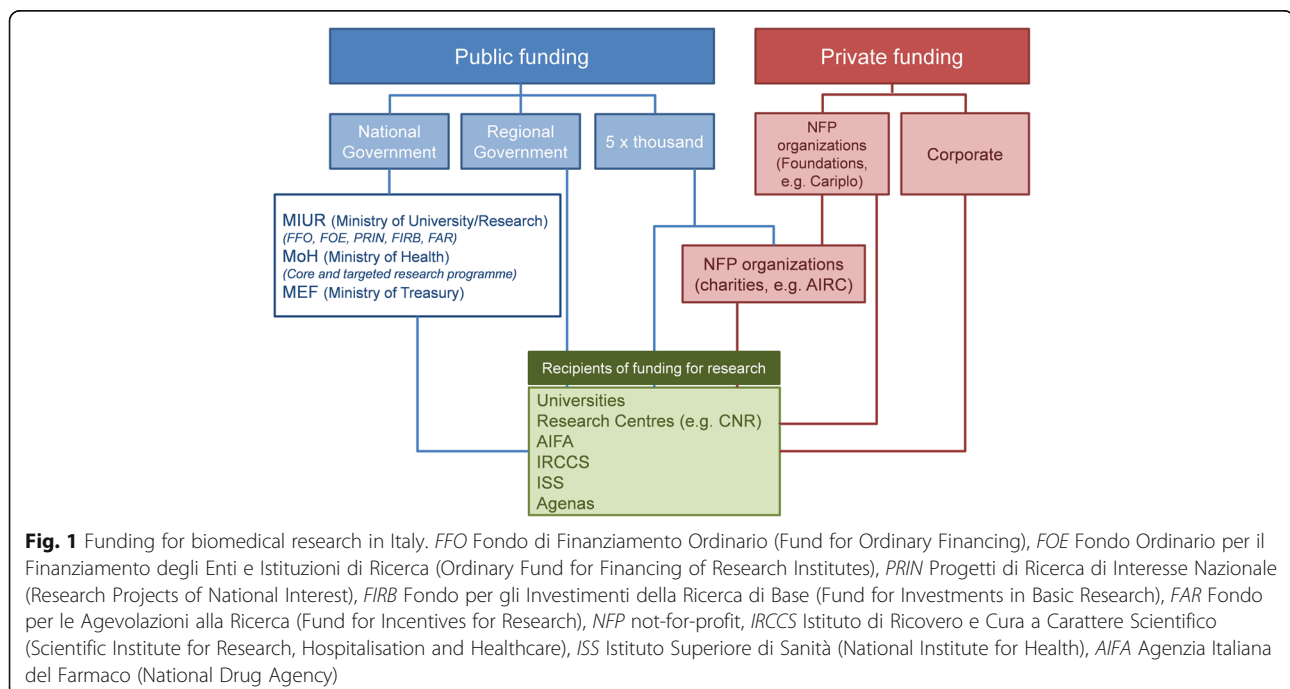 Public funding
Private funding
National
Government
Regional
Government
5 x thousand
NFP
organizations
(Foundations,
e.g. Cariplo)
Corporate
MIUR (Ministry of University/Research)
(FFO, FOE, PRIN, FIRB, FAR)
MoH (Ministry of Health)
(Core and targeted research programme)
MEF (Ministry of Treasury)
NFP organizations
(charities, e.g. AIRC)
Recipients of funding for research
Universities
Research Centres (e.g. CNR)
AIFA
IRCCS
ISS
Agenas
Fig. 1 Funding for biomedical research in Italy. FFO Fondo di Finanziamento Ordinario (Fund for Ordinary Financing), FOE Fondo Ordinario per il
Finanziamento degli Enti e Istituzioni di Ricerca (Ordinary Fund for Financing of Research Institutes), PRIN Progetti di Ricerca di Interesse Nazionale
(Research Projects of National Interest), FIRB Fondo per gli Investimenti della Ricerca di Base (Fund for Investments in Basic Research), FAR Fondo
per le Agevolazioni alla Ricerca (Fund for Incentives for Research), NFP not-for-profit, IRCCS Istituto di Ricovero e Cura a Carattere Scientifico
(Scientific Institute for Research, Hospitalisation and Healthcare), ISS Istituto Superiore di Sanità (National Institute for Health), AIFA Agenzia Italiana
del Farmaco (National Drug Agency)